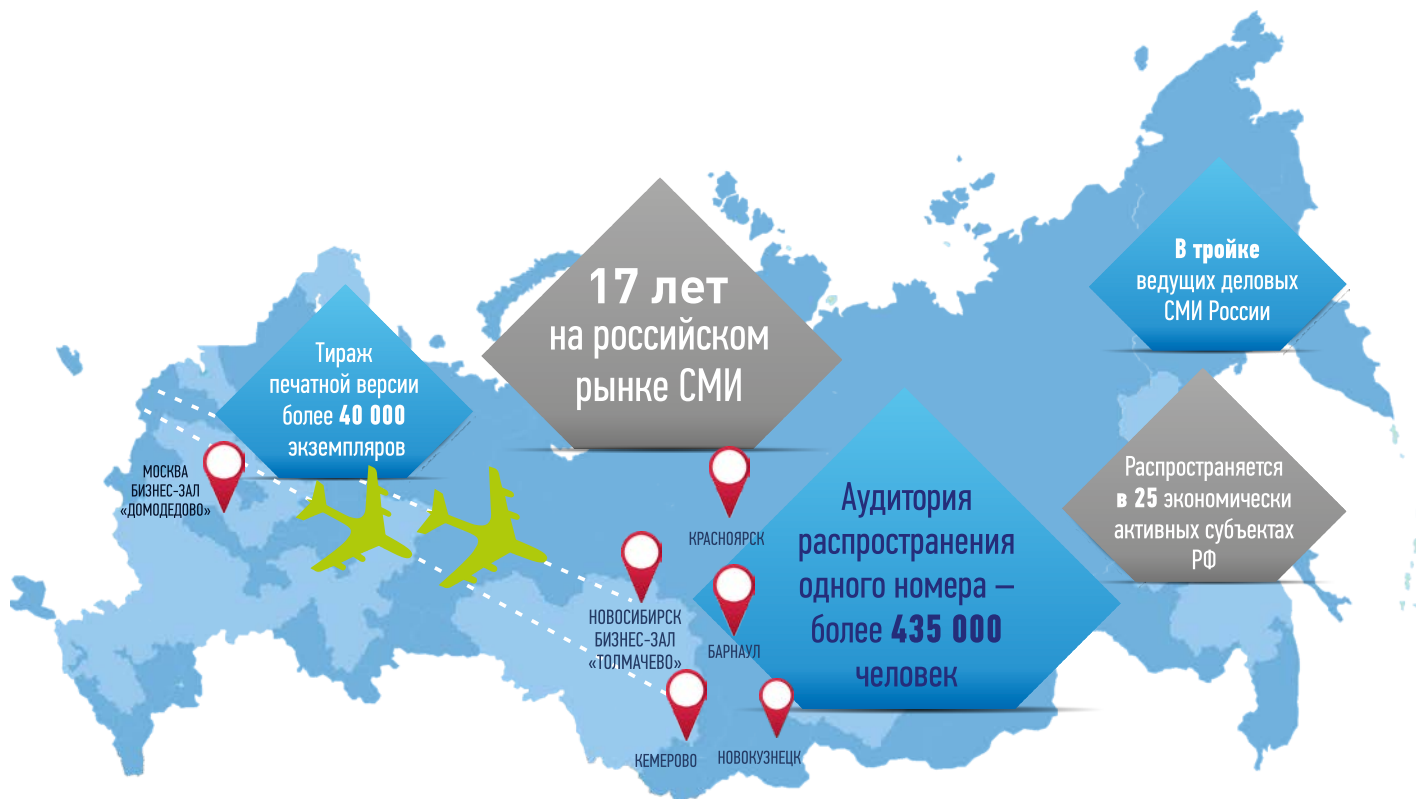 17 лет
на российском
рынке СМИ
В тройке
ведущих деловых
СМИ России
Тираж
печатной версии
более 40 000
экземпляров
Распространяется
в 25 экономически
активных субъектах
РФ
Аудитория
распространения
одного номера –
более 435 000
человек
МОСКВА
БИЗНЕС-ЗАЛ
«ДОМОДЕДОВО»
КРАСНОЯРСК
НОВОСИБИРСК
БИЗНЕС-ЗАЛ
«ТОЛМАЧЕВО»
БАРНАУЛ
КЕМЕРОВО
НОВОКУЗНЕЦК